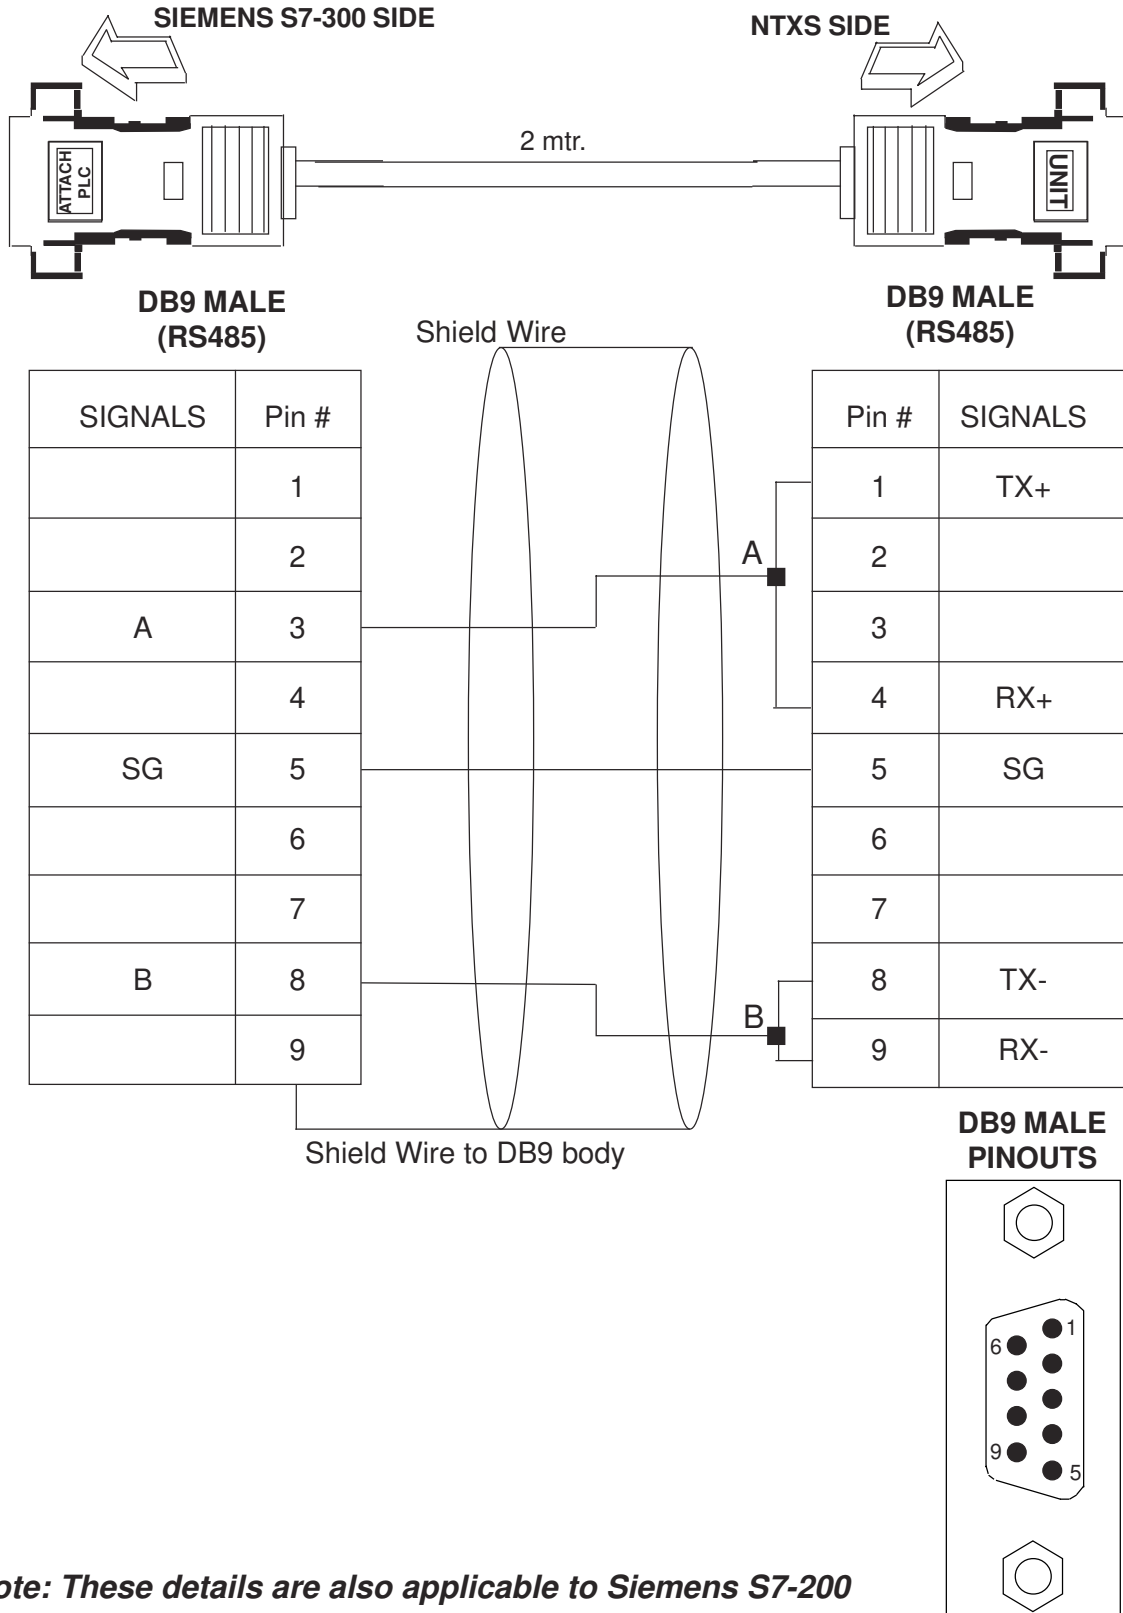 SIEMENS S7-300 SIDE
NTXS SIDE
2 mtr.
ATTACH
PLC
UNIT
DB9 MALE
(RS485)
DB9 MALE
(RS485)
Shield Wire
SIGNALS Pin #
1
2
A 3
4
SG 5
6
7
B 8
9
A
B
Pin # SIGNALS
1 TX+
2
3
4 RX+
5 SG
6
7
8 TX-
9 RX-
Shield Wire to DB9 body
DB9 MALE
PINOUTS
1
6
9
5
ote: These details are also applicable to Siemens S7-200